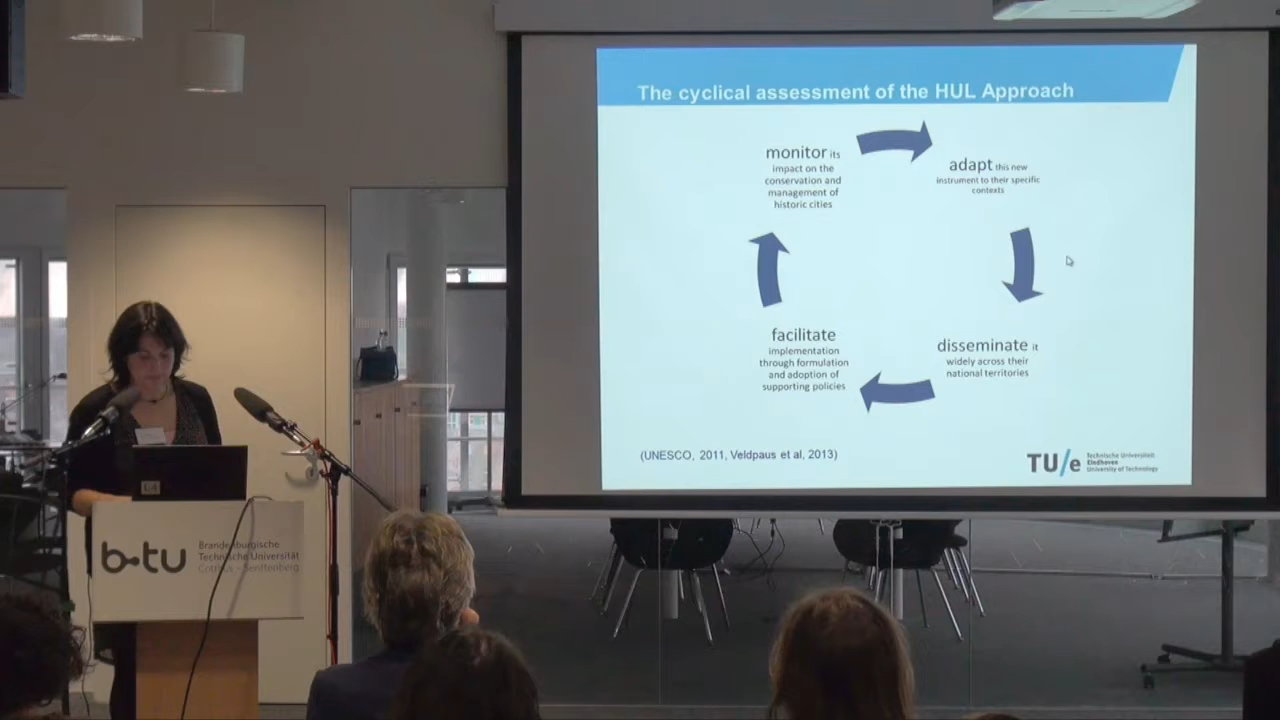 The cyclical assessment of the HUL Approach
monitor its
impact on the
conservation and
management of
historic cities
adapt this new
instrument to their specific
contexts
disseminate it
widely across their
national territories
facilitate
implementation
through formulation
and adoption of
supporting policies
(UNESCO, 2011, Veldpaus et al, 2013)
TU/e
Technische Universiteit
Eindhoven
University of Technology
b-tu
Brandenburgische
Technische Universität
Cottbus - Senftenberg